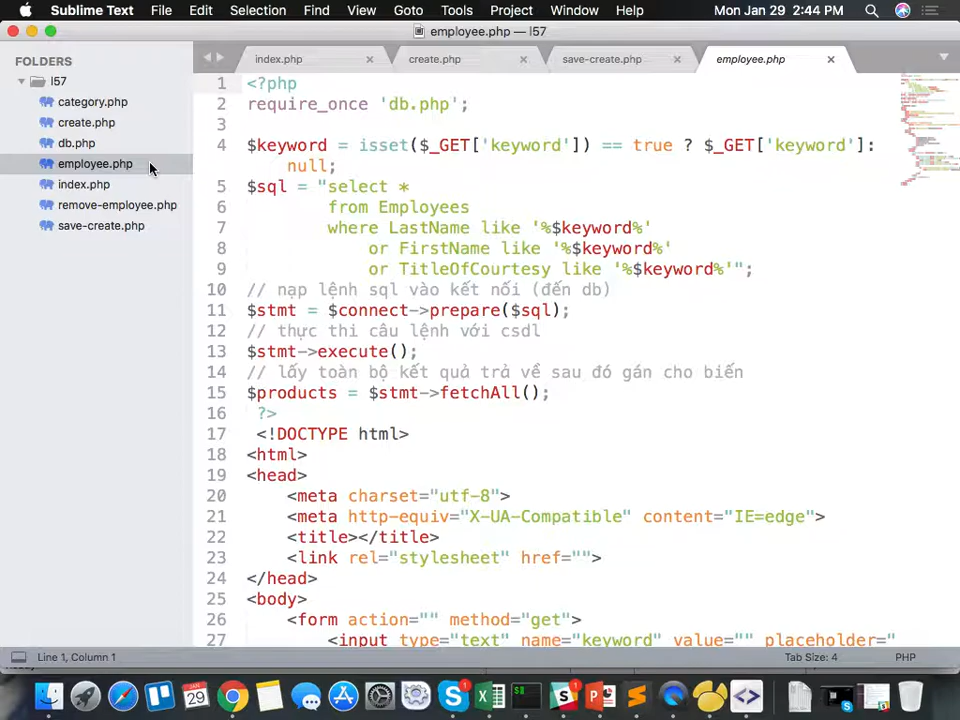 Sublime Text File Edit Selection Find View Goto Tools Project Window Help Mon Jan 29 2:44 PM
employee.php — l57
FOLDERS
l57
category.php
create.php
db.php
employee.php
index.php
remove-employee.php
save-create.php
index.php create.php save-create.php employee.php
1 <?php
2 require_once 'db.php';
3
4 $keyword = isset($_GET['keyword']) == true ? $_GET['keyword']:
null;
5 $sql = "select *
6 from Employees
7 where LastName like '%$keyword%'
8 or FirstName like '%$keyword%'
9 or TitleOfCourtesy like '%$keyword%'";
10 // nạp lệnh sql vào kết nối (đến db)
11 $stmt = $connect->prepare($sql);
12 // thực thi câu lệnh với csdl
13 $stmt->execute();
14 // lấy toàn bộ kết quả trả về sau đó gán cho biến
15 $products = $stmt->fetchAll();
16 ?>
17 <!DOCTYPE html>
18 <html>
19 <head>
20 <meta charset="utf-8">
21 <meta http-equiv="X-UA-Compatible" content="IE=edge">
22 <title></title>
23 <link rel="stylesheet" href="">
24 </head>
25 <body>
26 <form action="" method="get">
27 <input type="text" name="keyword" value="" placeholder="
Line 1, Column 1 Tab Size: 4 PHP